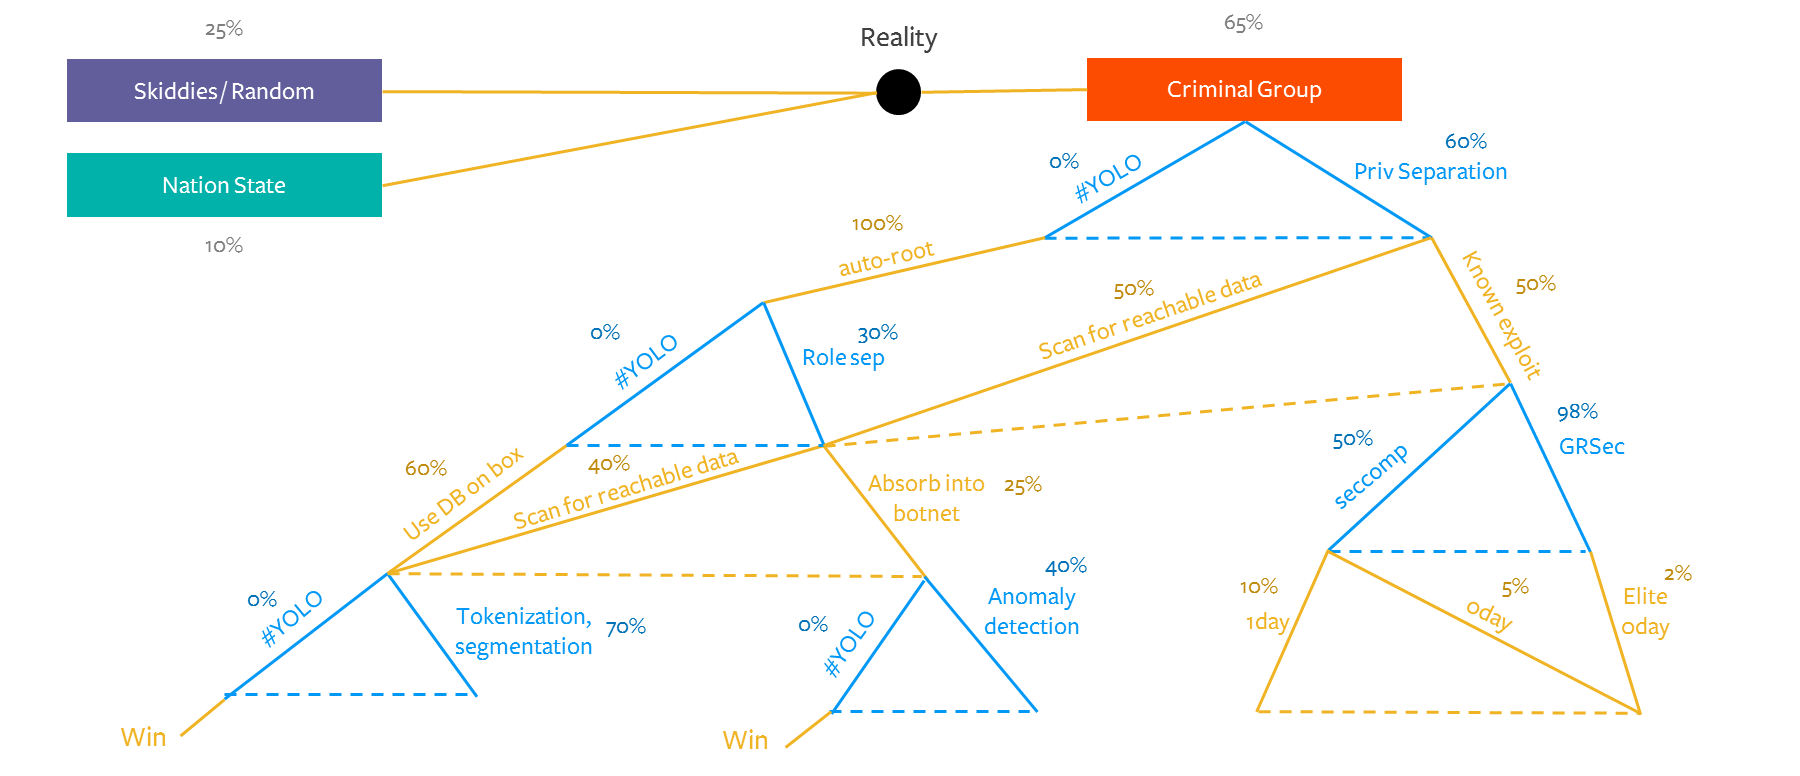 25%
Reality
65%
Skiddies/ Random
Criminal Group
Nation State
10%
0%
#YOLO
60%
Priv Separation
100%
auto-root
50%
Scan for reachable data
Known exploit
50%
0%
#YOLO
30%
Role sep
60%
Use DB on box
40%
Scan for reachable data
Absorb into
botnet
25%
50%
seccomp
98%
GRSec
0%
#YOLO
Tokenization,
segmentation
70%
0%
#YOLO
40%
Anomaly
detection
10%
1day
5%
0day
2%
Elite
0day
Win
Win